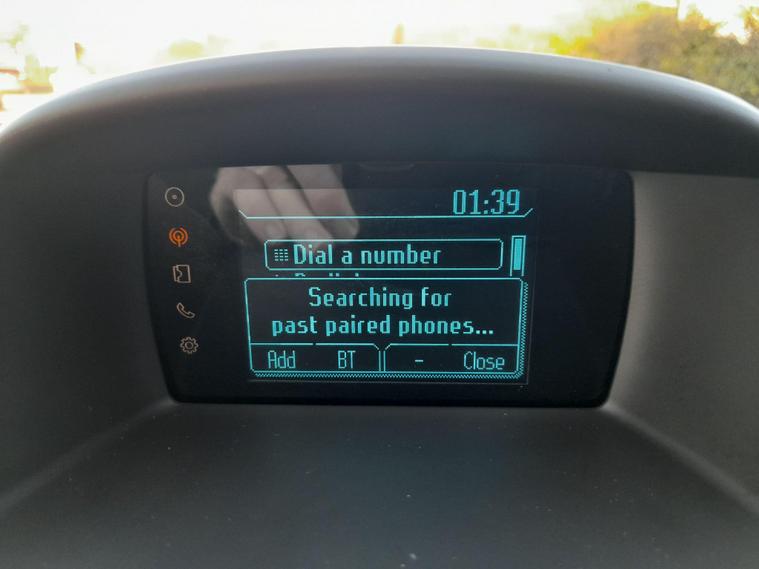 01:39
Dial a number
Searching for
past paired phones...
Add BT - Close